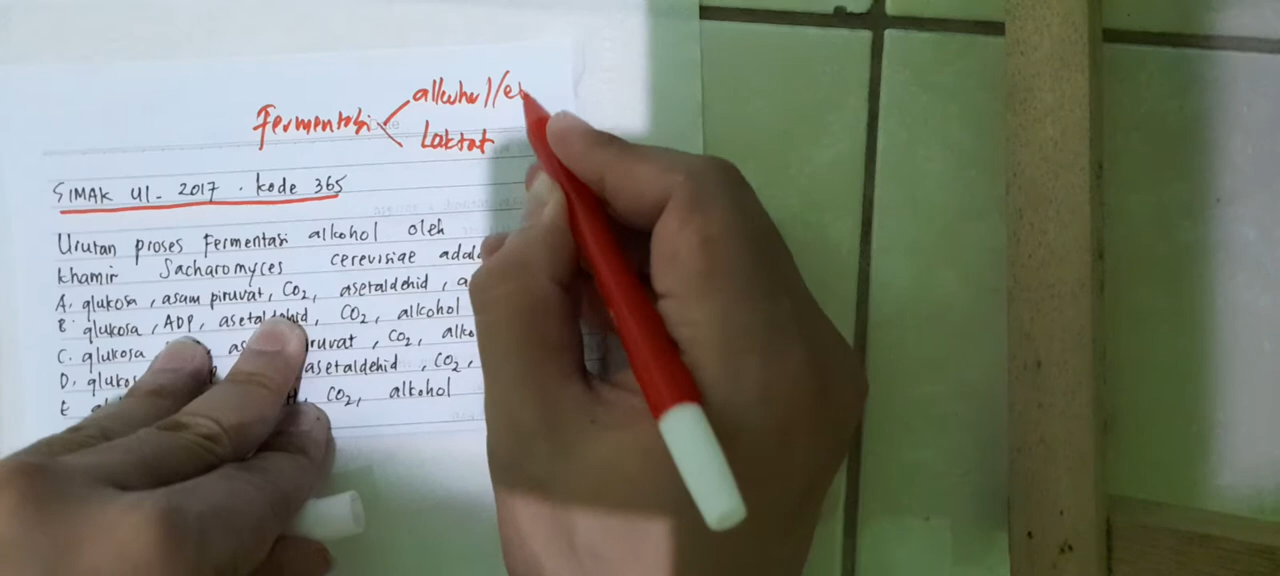 Fermentasi
alkohol/(e
Laktat
SIMAK UI - 2017 . kode 365
Urutan proses Fermentasi alkohol oleh
khamir Sacharomyces cerevisiae
A. glukosa, asam piruvat, CO2, asetaldehid,
B. glukosa, ADP, asetaldehid, CO2, alkohol
C. glukosa CO2,
D. asetaldehid, CO2,
E CO2, alkohol